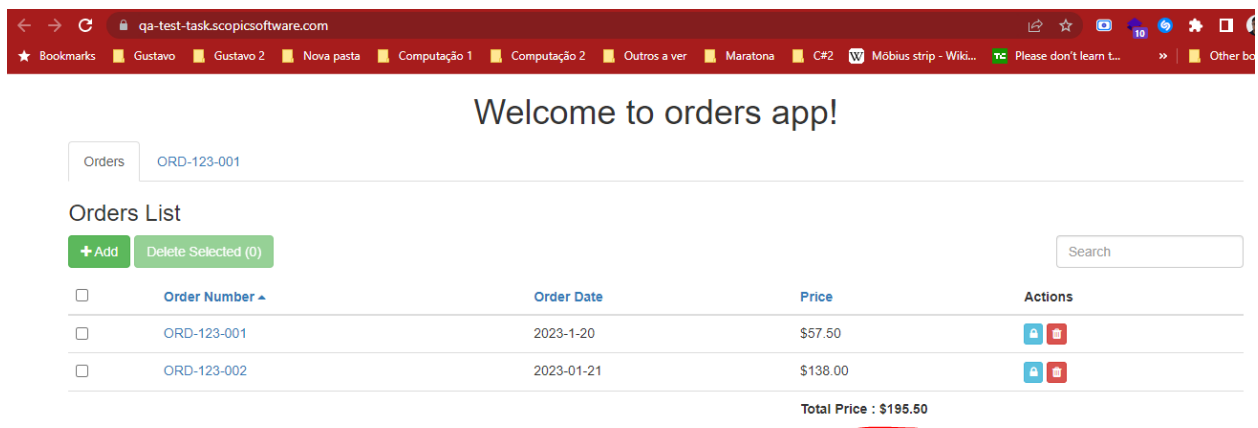 qa-test-task.scopicsoftware.com
10
Bookmarks Gustavo Gustavo 2 Nova pasta Computação 1 Computação 2 Outros a ver Maratona C#2 W Möbius strip - Wiki... TC Please don't learn t... » Other bo
Welcome to orders app!
Orders ORD-123-001
Orders List
+ Add Delete Selected (0) Search
Order Number Order Date Price Actions
ORD-123-001 2023-1-20 $57.50
ORD-123-002 2023-01-21 $138.00
Total Price : $195.50